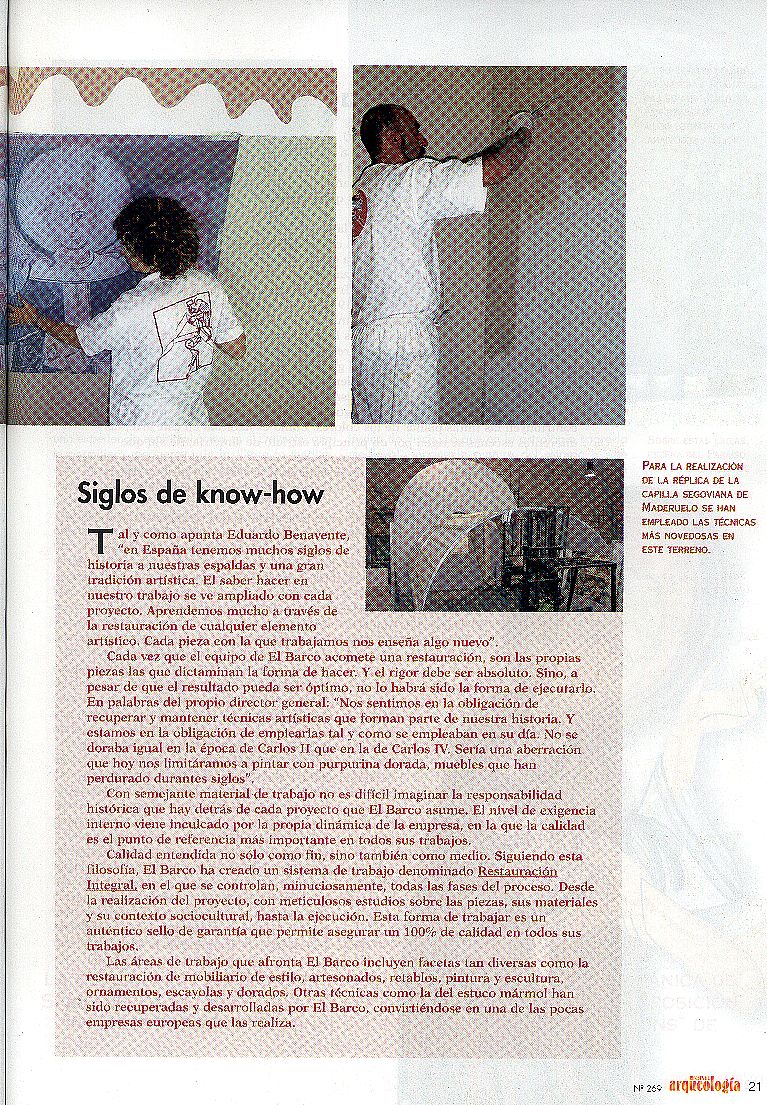 Siglos de know-how
Tal y como apunta Eduardo Benavente,
"en España tenemos muchos siglos de
historia a nuestras espaldas y una gran
tradición artística. El saber hacer en
nuestro trabajo se ve ampliado con cada
proyecto. Aprendemos mucho a través de
la restauración de cualquier elemento
artístico. Cada pieza con la que trabajamos nos enseña algo nuevo".
Cada vez que el equipo de El Barco acomete una restauración, son las propias
piezas las que dictaminan la forma de hacer. Y el rigor debe ser absoluto. Sino, a
pesar de que el resultado pueda ser óptimo, no lo habrá sido la forma de ejecutarlo.
En palabras del propio director general: "Nos sentimos en la obligación de
recuperar y mantener técnicas artísticas que forman parte de nuestra historia. Y
estamos en la obligación de emplearlas tal y como se empleaban en su día. No se
doraba igual en la época de Carlos II que en la de Carlos IV. Sería una aberración
que hoy nos limitáramos a pintar con purpurina dorada, muebles que han
perdurado durantes siglos".
Con semejante material de trabajo no es difícil imaginar la responsabilidad
histórica que hay detrás de cada proyecto que El Barco asume. El nivel de exigencia
interno viene inculcado por la propia dinámica de la empresa, en la que la calidad
es el punto de referencia más importante en todos sus trabajos.
Calidad entendida no sólo como fin, sino también como medio. Siguiendo esta
filosofía, El Barco ha creado un sistema de trabajo denominado Restauración
Integral, en el que se controlan, minuciosamente, todas las fases del proceso. Desde
la realización del proyecto, con meticulosos estudios sobre las piezas, sus materiales
y su contexto sociocultural, hasta la ejecución. Esta forma de trabajar es un
auténtico sello de garantía que permite asegurar un 100% de calidad en todos sus
trabajos.
Las áreas de trabajo que afronta El Barco incluyen facetas tan diversas como la
restauración de mobiliario de estilo, artesonados, retablos, pintura y escultura,
ornamentos, escayolas y dorados. Otras técnicas como la del estuco mármol han
sido recuperadas y desarrolladas por El Barco, convirtiéndose en una de las pocas
empresas europeas que las realiza.
PARA LA REALIZACIÓN
DE LA RÉPLICA DE LA
CAPILLA SEGOVIANA DE
MADERUELO SE HAN
EMPLEADO LAS TÉCNICAS
MÁS NOVEDOSAS EN
ESTE TERRENO.
Nº 269 arqueología 21